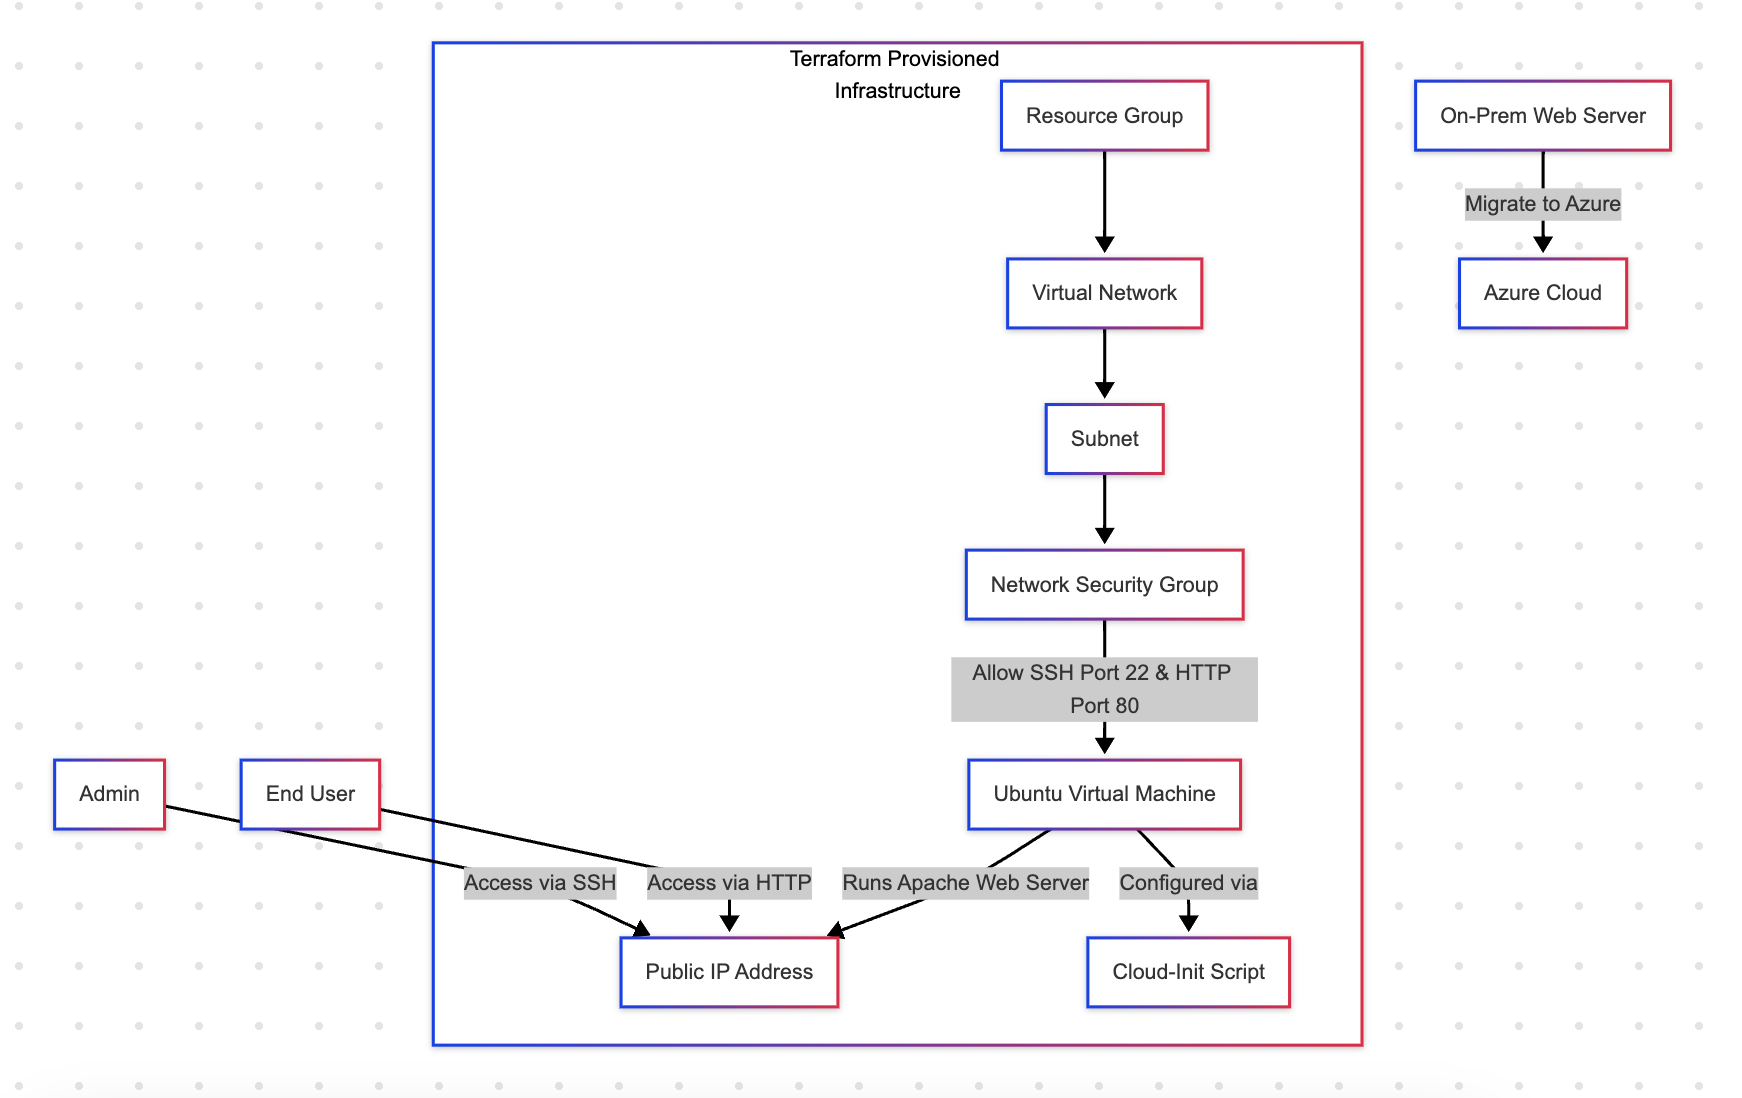 Terraform Provisioned
Infrastructure
Resource Group
On-Prem Web Server
Migrate to Azure
Virtual Network
Azure Cloud
Subnet
Network Security Group
Allow SSH Port 22 & HTTP
Port 80
Admin
End User
Ubuntu Virtual Machine
Access via SSH
Access via HTTP
Runs Apache Web Server
Configured via
Public IP Address
Cloud-Init Script